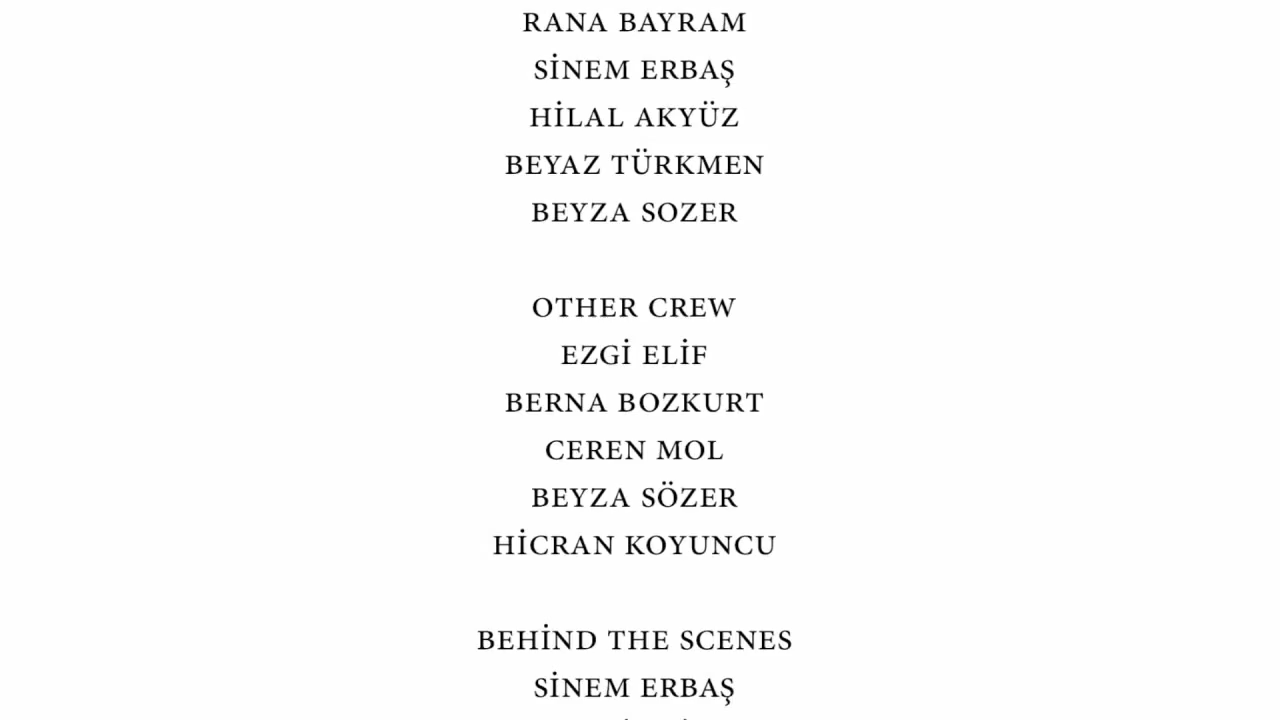 RANA BAYRAM
SİNEM ERBAŞ
HİLAL AKYÜZ
BEYAZ TÜRKMEN
BEYZA SOZER
OTHER CREW
EZGİ ELİF
BERNA BOZKURT
CEREN MOL
BEYZA SÖZER
HİCRAN KOYUNCU
BEHİND THE SCENES
SİNEM ERBAŞ